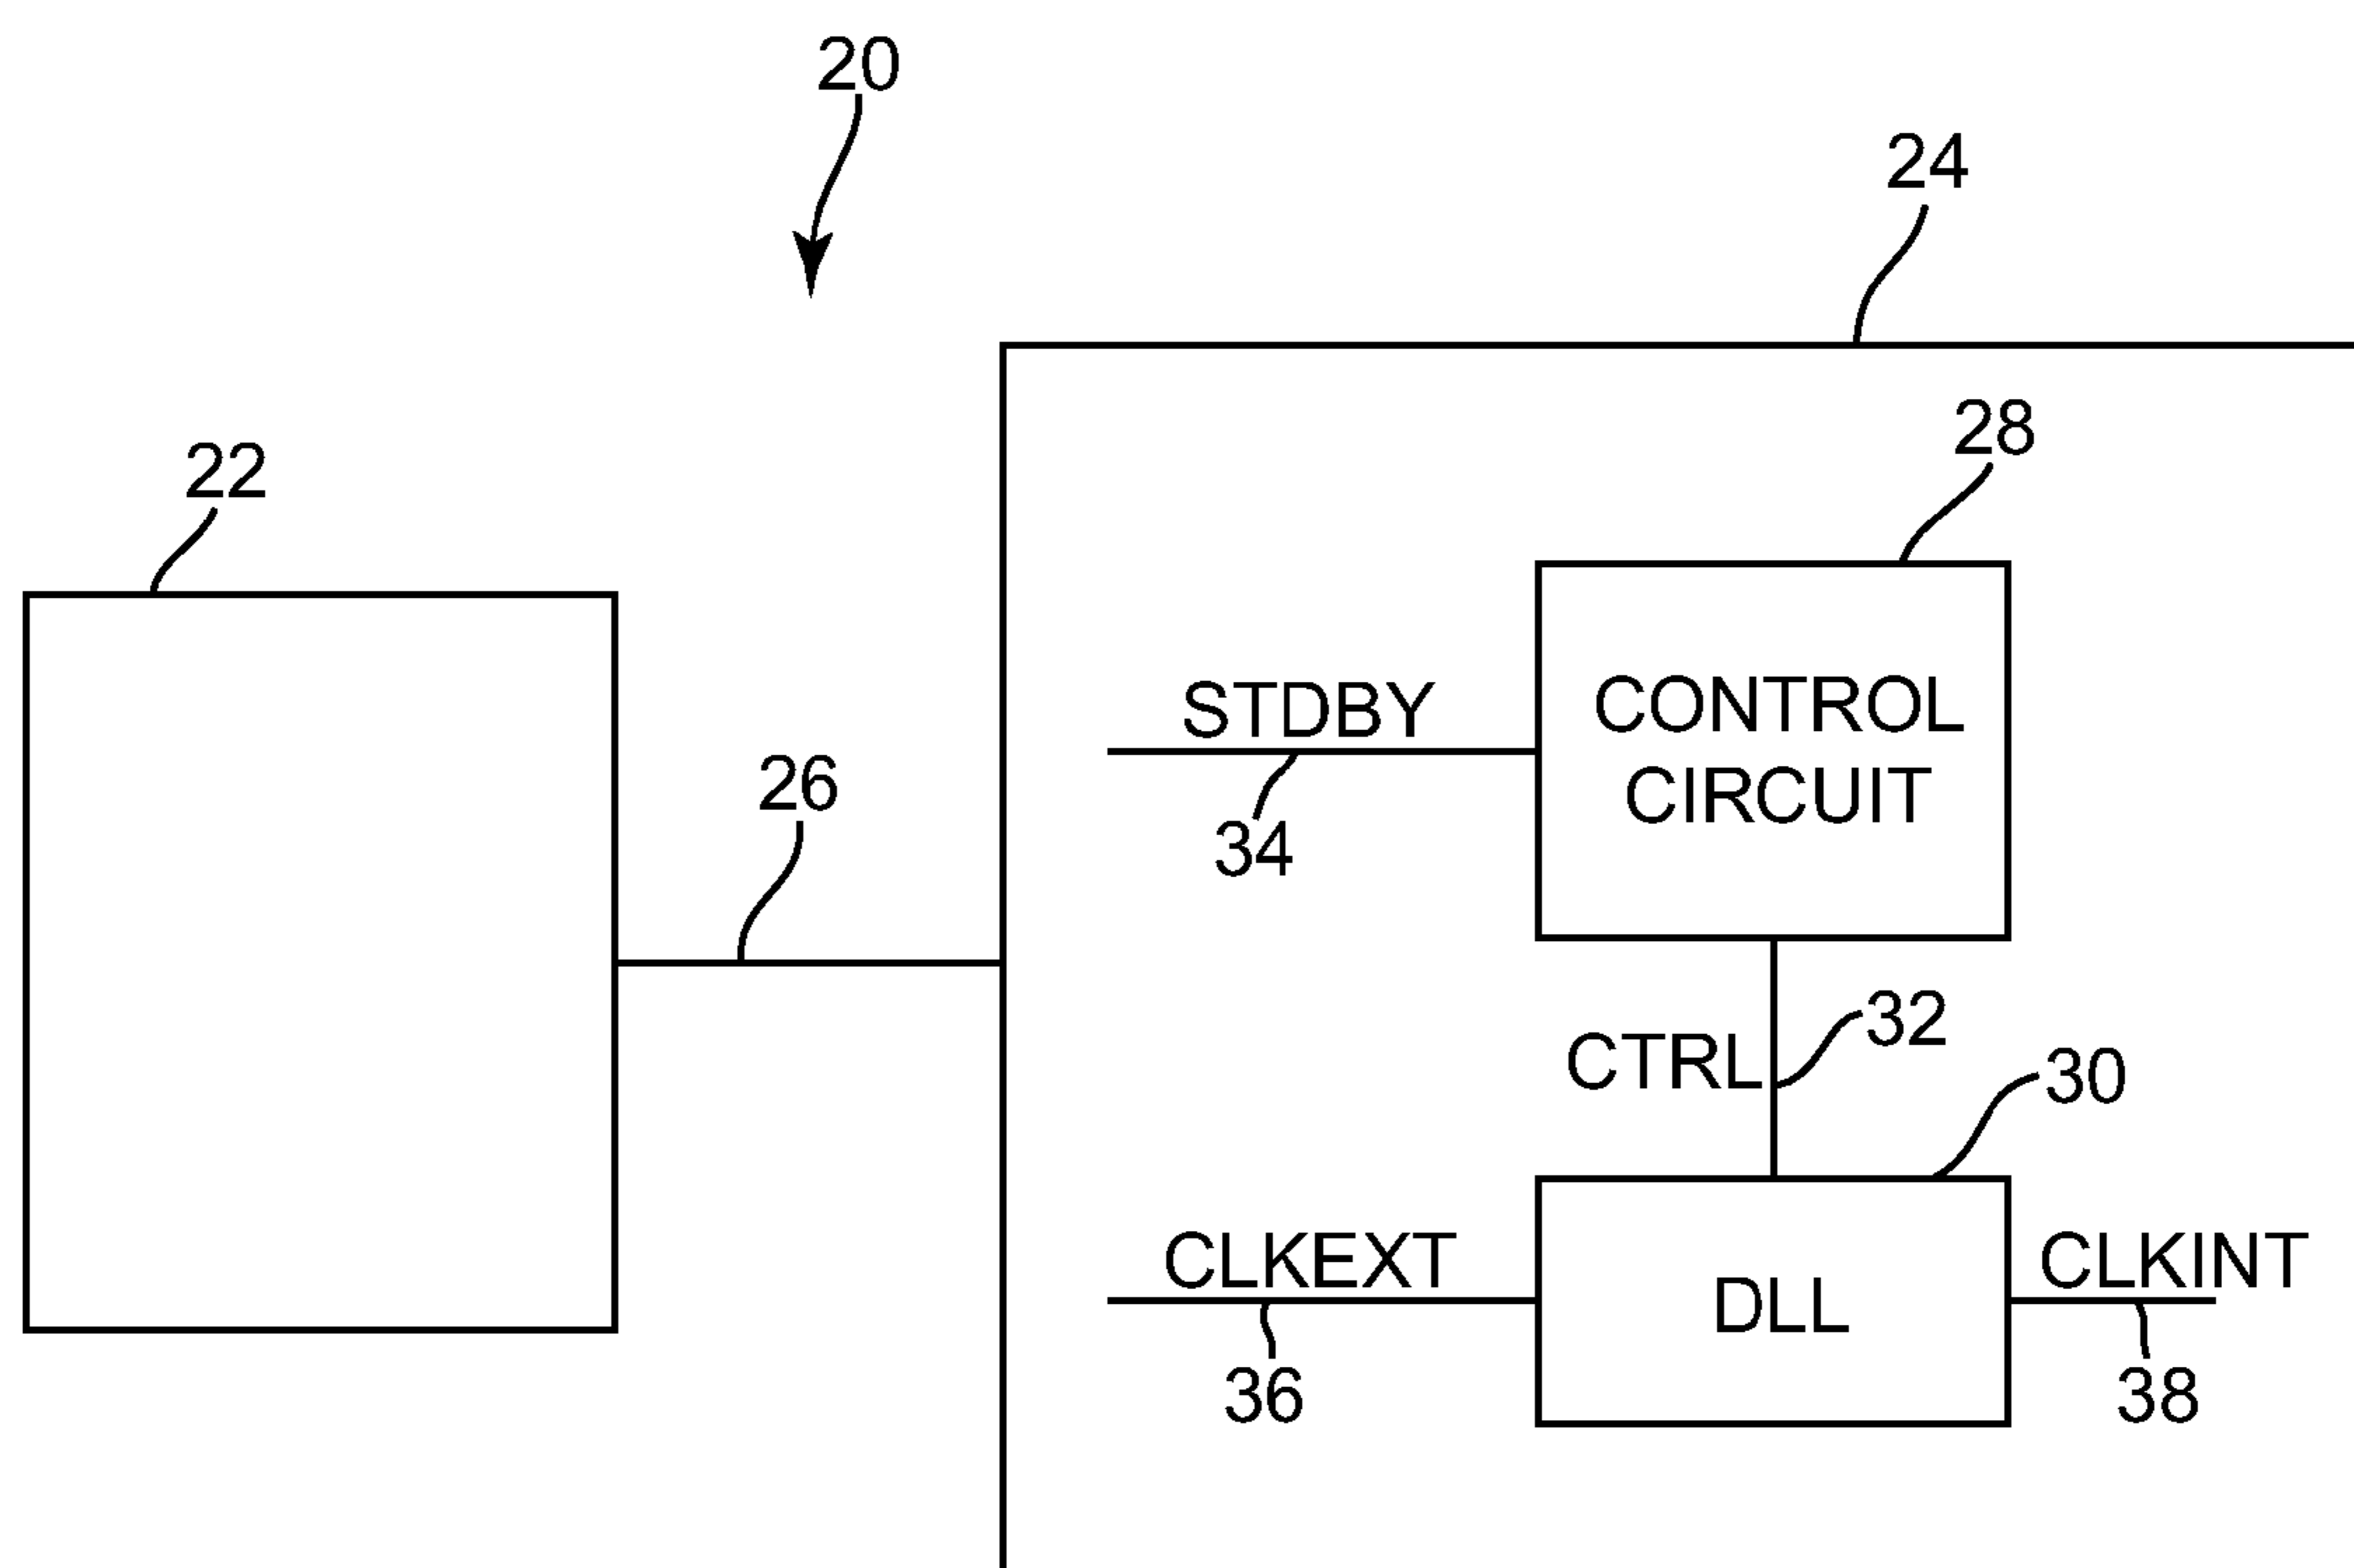 20
24
28
22
STDBY
CONTROL
CIRCUIT
26
34
32
CTRL
30
CLKEXT
CLKINT
DLL
36
38